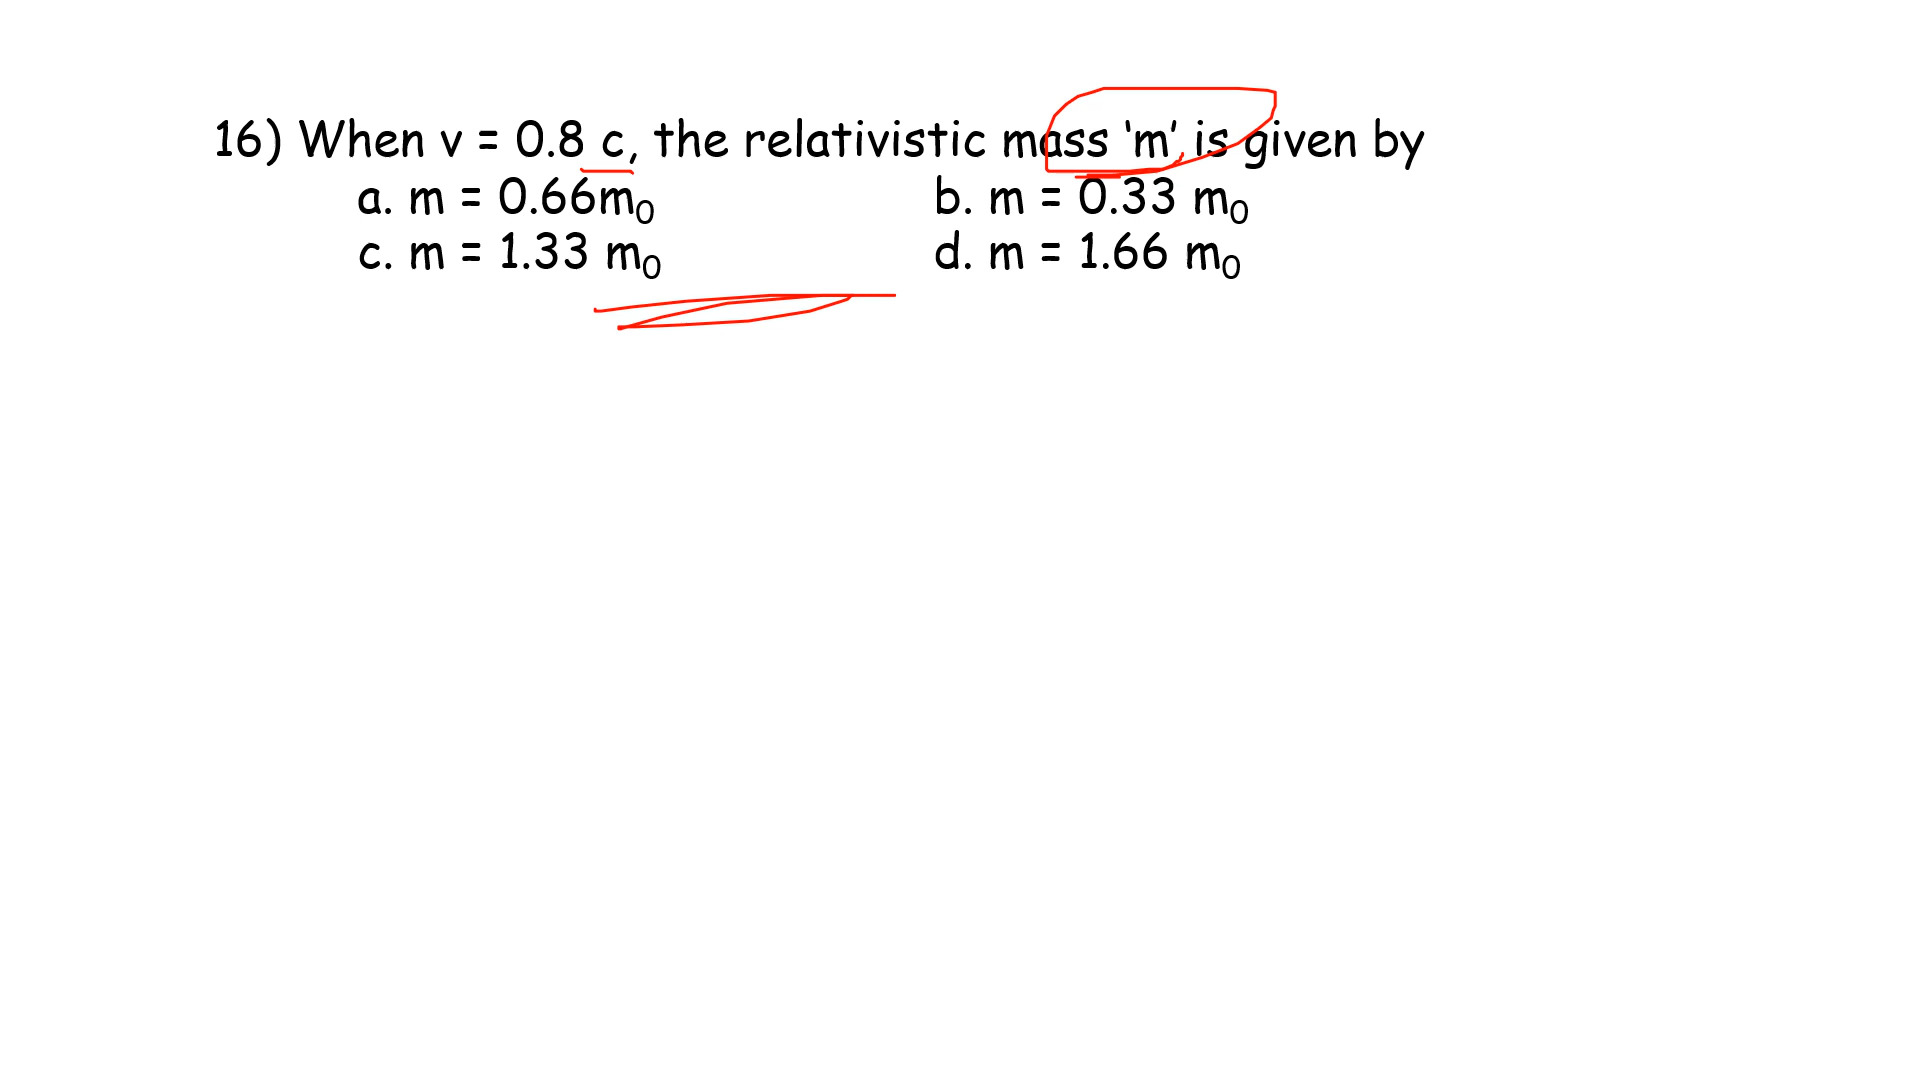 16) When v = 0.8 c, the relativistic mass ‘m’, is given by
a. m = 0.66m₀ b. m = 0.33 m₀
c. m = 1.33 m₀ d. m = 1.66 m₀